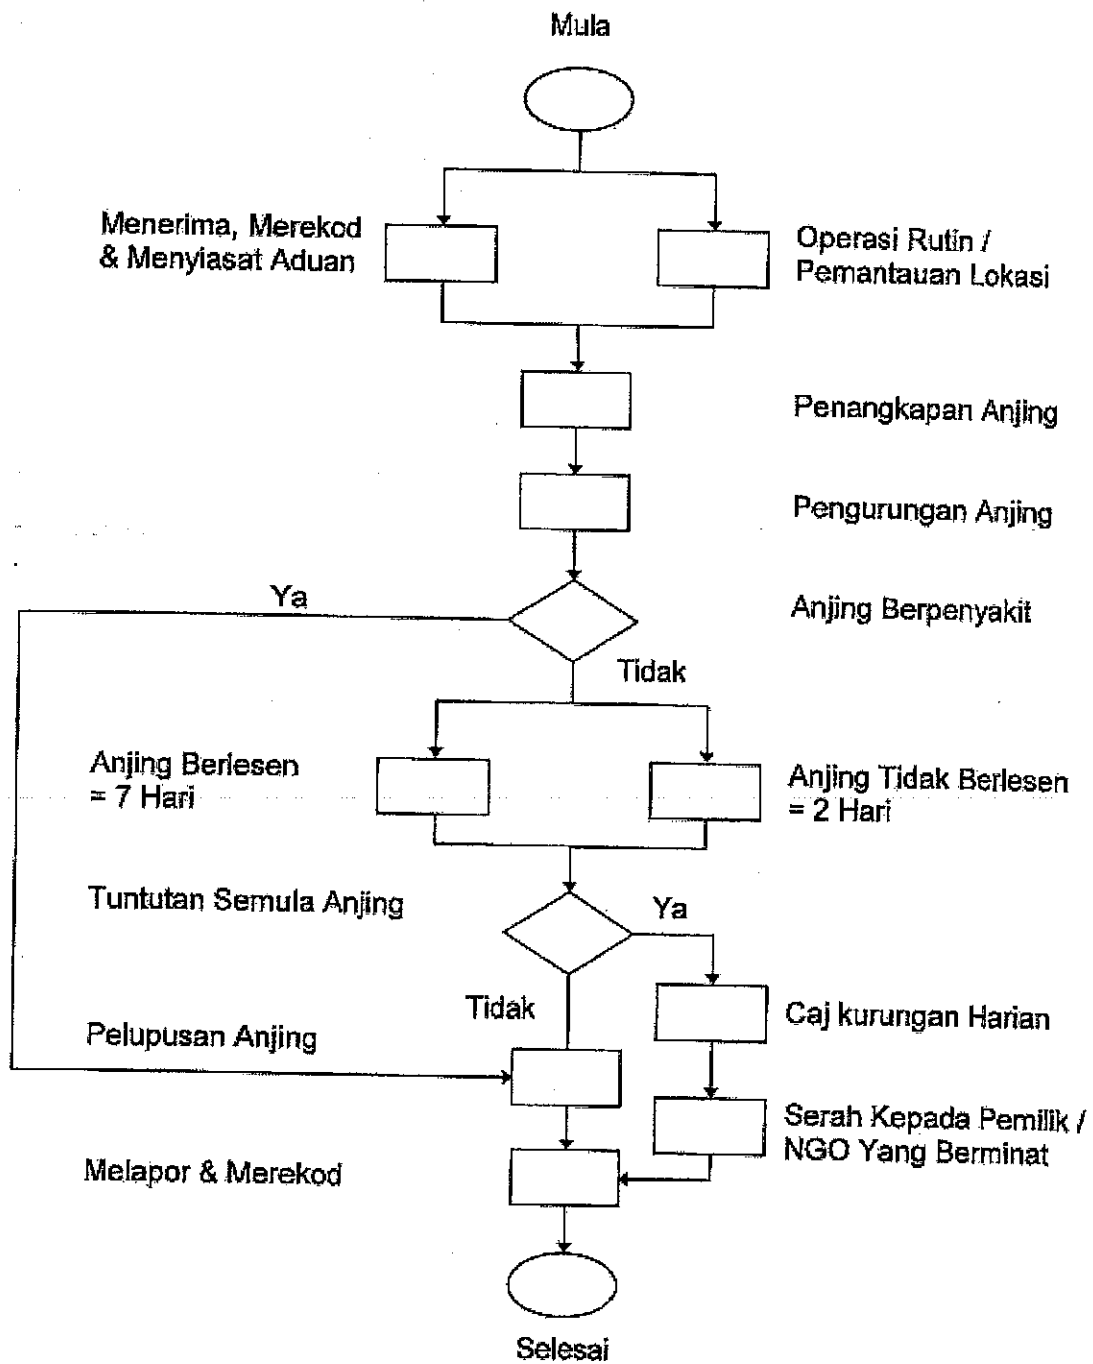 Mula
Menerima, Merekod
& Menyiasat Aduan
Operasi Rutin /
Pemantauan Lokasi
Penangkapan Anjing
Pengurungan Anjing
Ya
Anjing Berpenyakit
Tidak
Anjing Berlesen
= 7 Hari
Anjing Tidak Berlesen
= 2 Hari
Tuntutan Semula Anjing
Ya
Tidak
Caj kurungan Harian
Pelupusan Anjing
Serah Kepada Pemilik /
NGO Yang Berminat
Melapor & Merekod
Selesai